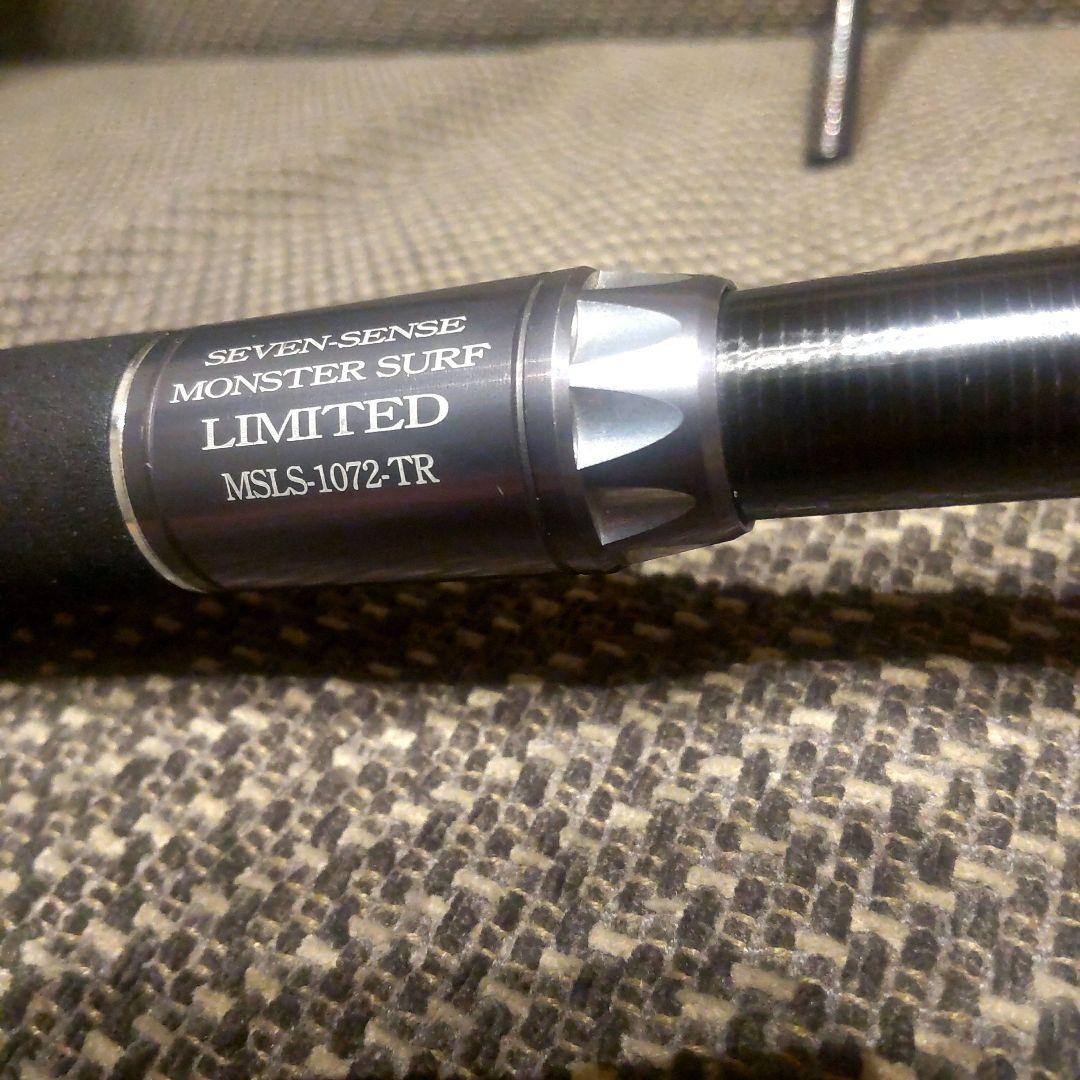 SEVEN-SENSE
MONSTER SURF
LIMITED
MSLS-1072-TR